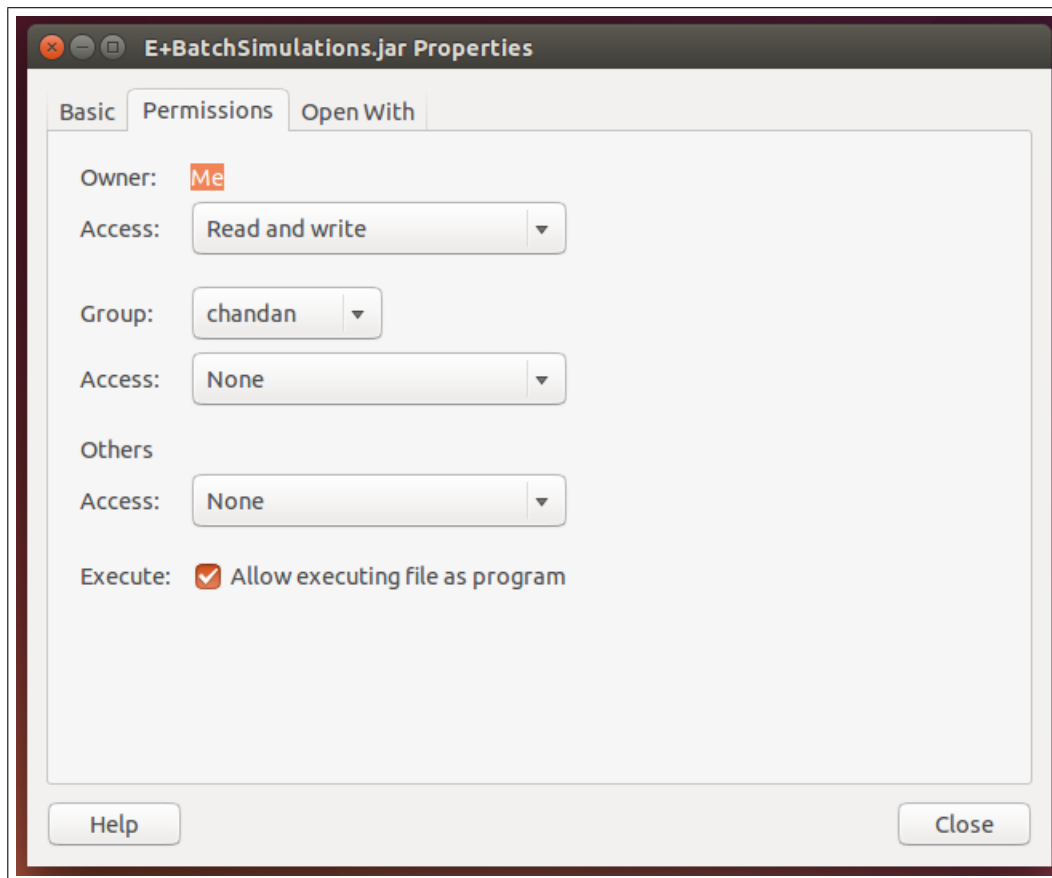 E+BatchSimulations.jar Properties
Basic Permissions Open With
Owner: Me
Access: Read and write
Group: chandan
Access: None
Others
Access: None
Execute: Allow executing file as program
Help Close